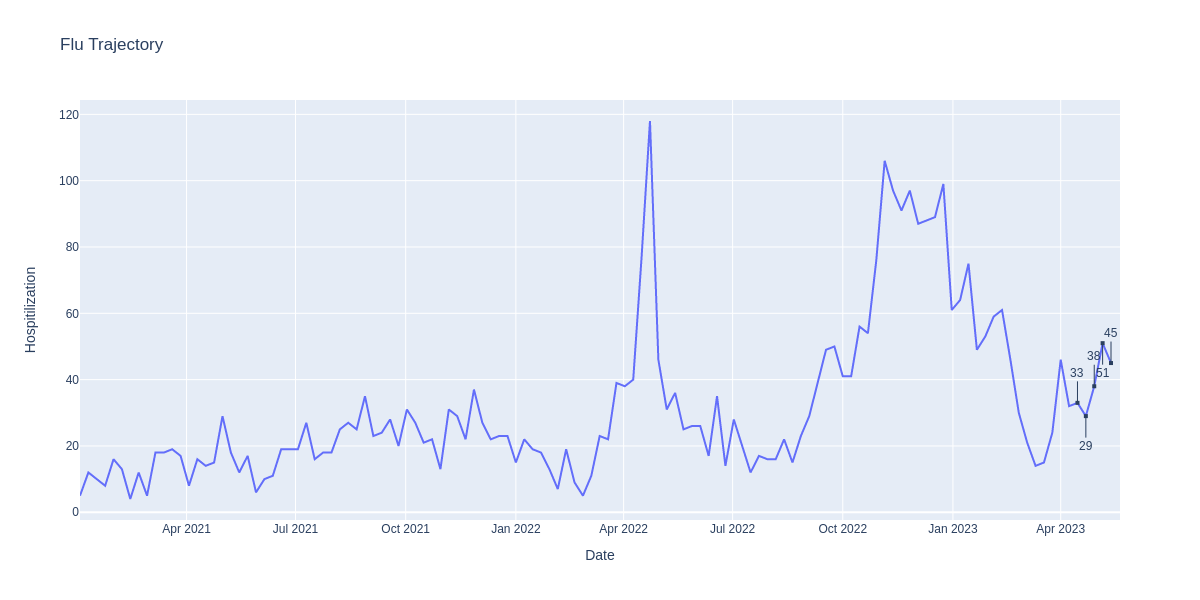 Flu Trajectory
120
100
80
60
40
20
0
Hospitilization
33
29
38
51
45
Apr 2021
Jul 2021
Oct 2021
Jan 2022
Apr 2022
Jul 2022
Oct 2022
Jan 2023
Apr 2023
Date